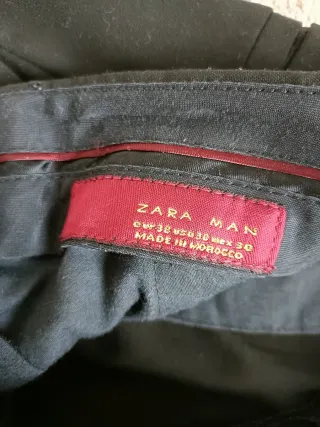 ZARA MAN
EUR 38 USA 30 MEX 30
MADE IN MOROCCO